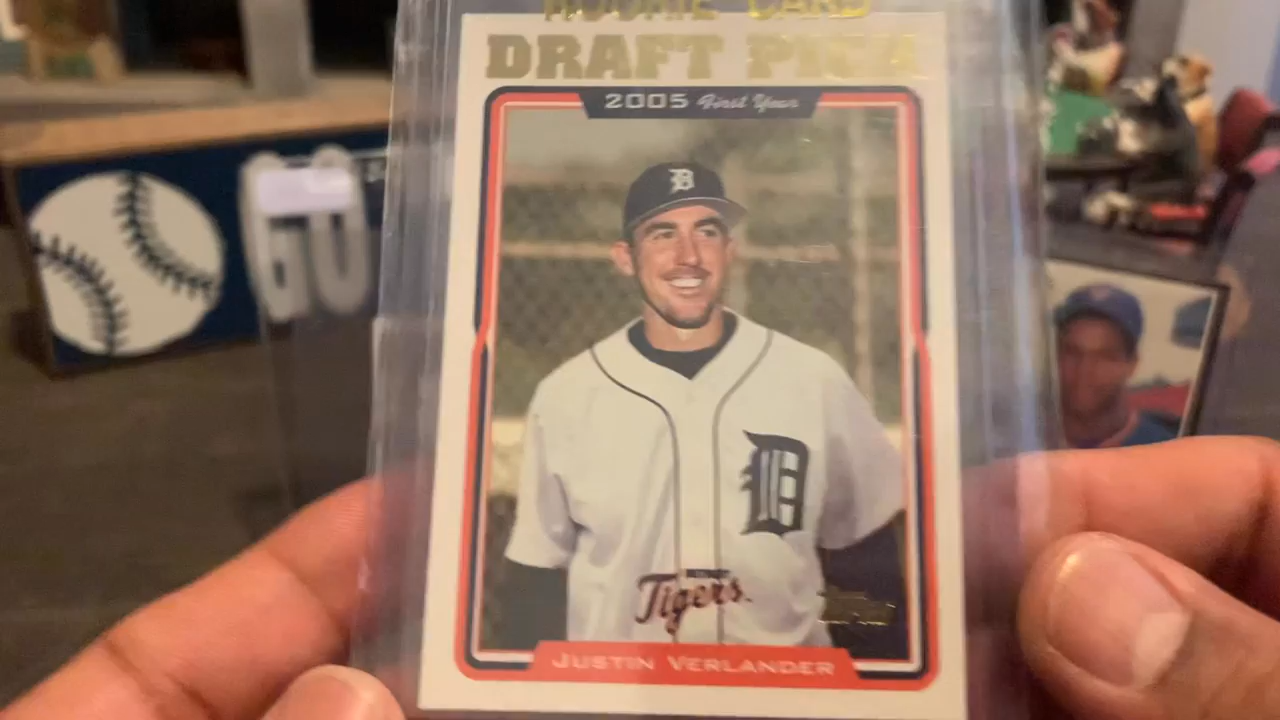 ROOKIE CARD
DRAFT PICK
2005 First Year
GO
D
D
Tigers
Topps
JUSTIN VERLANDER